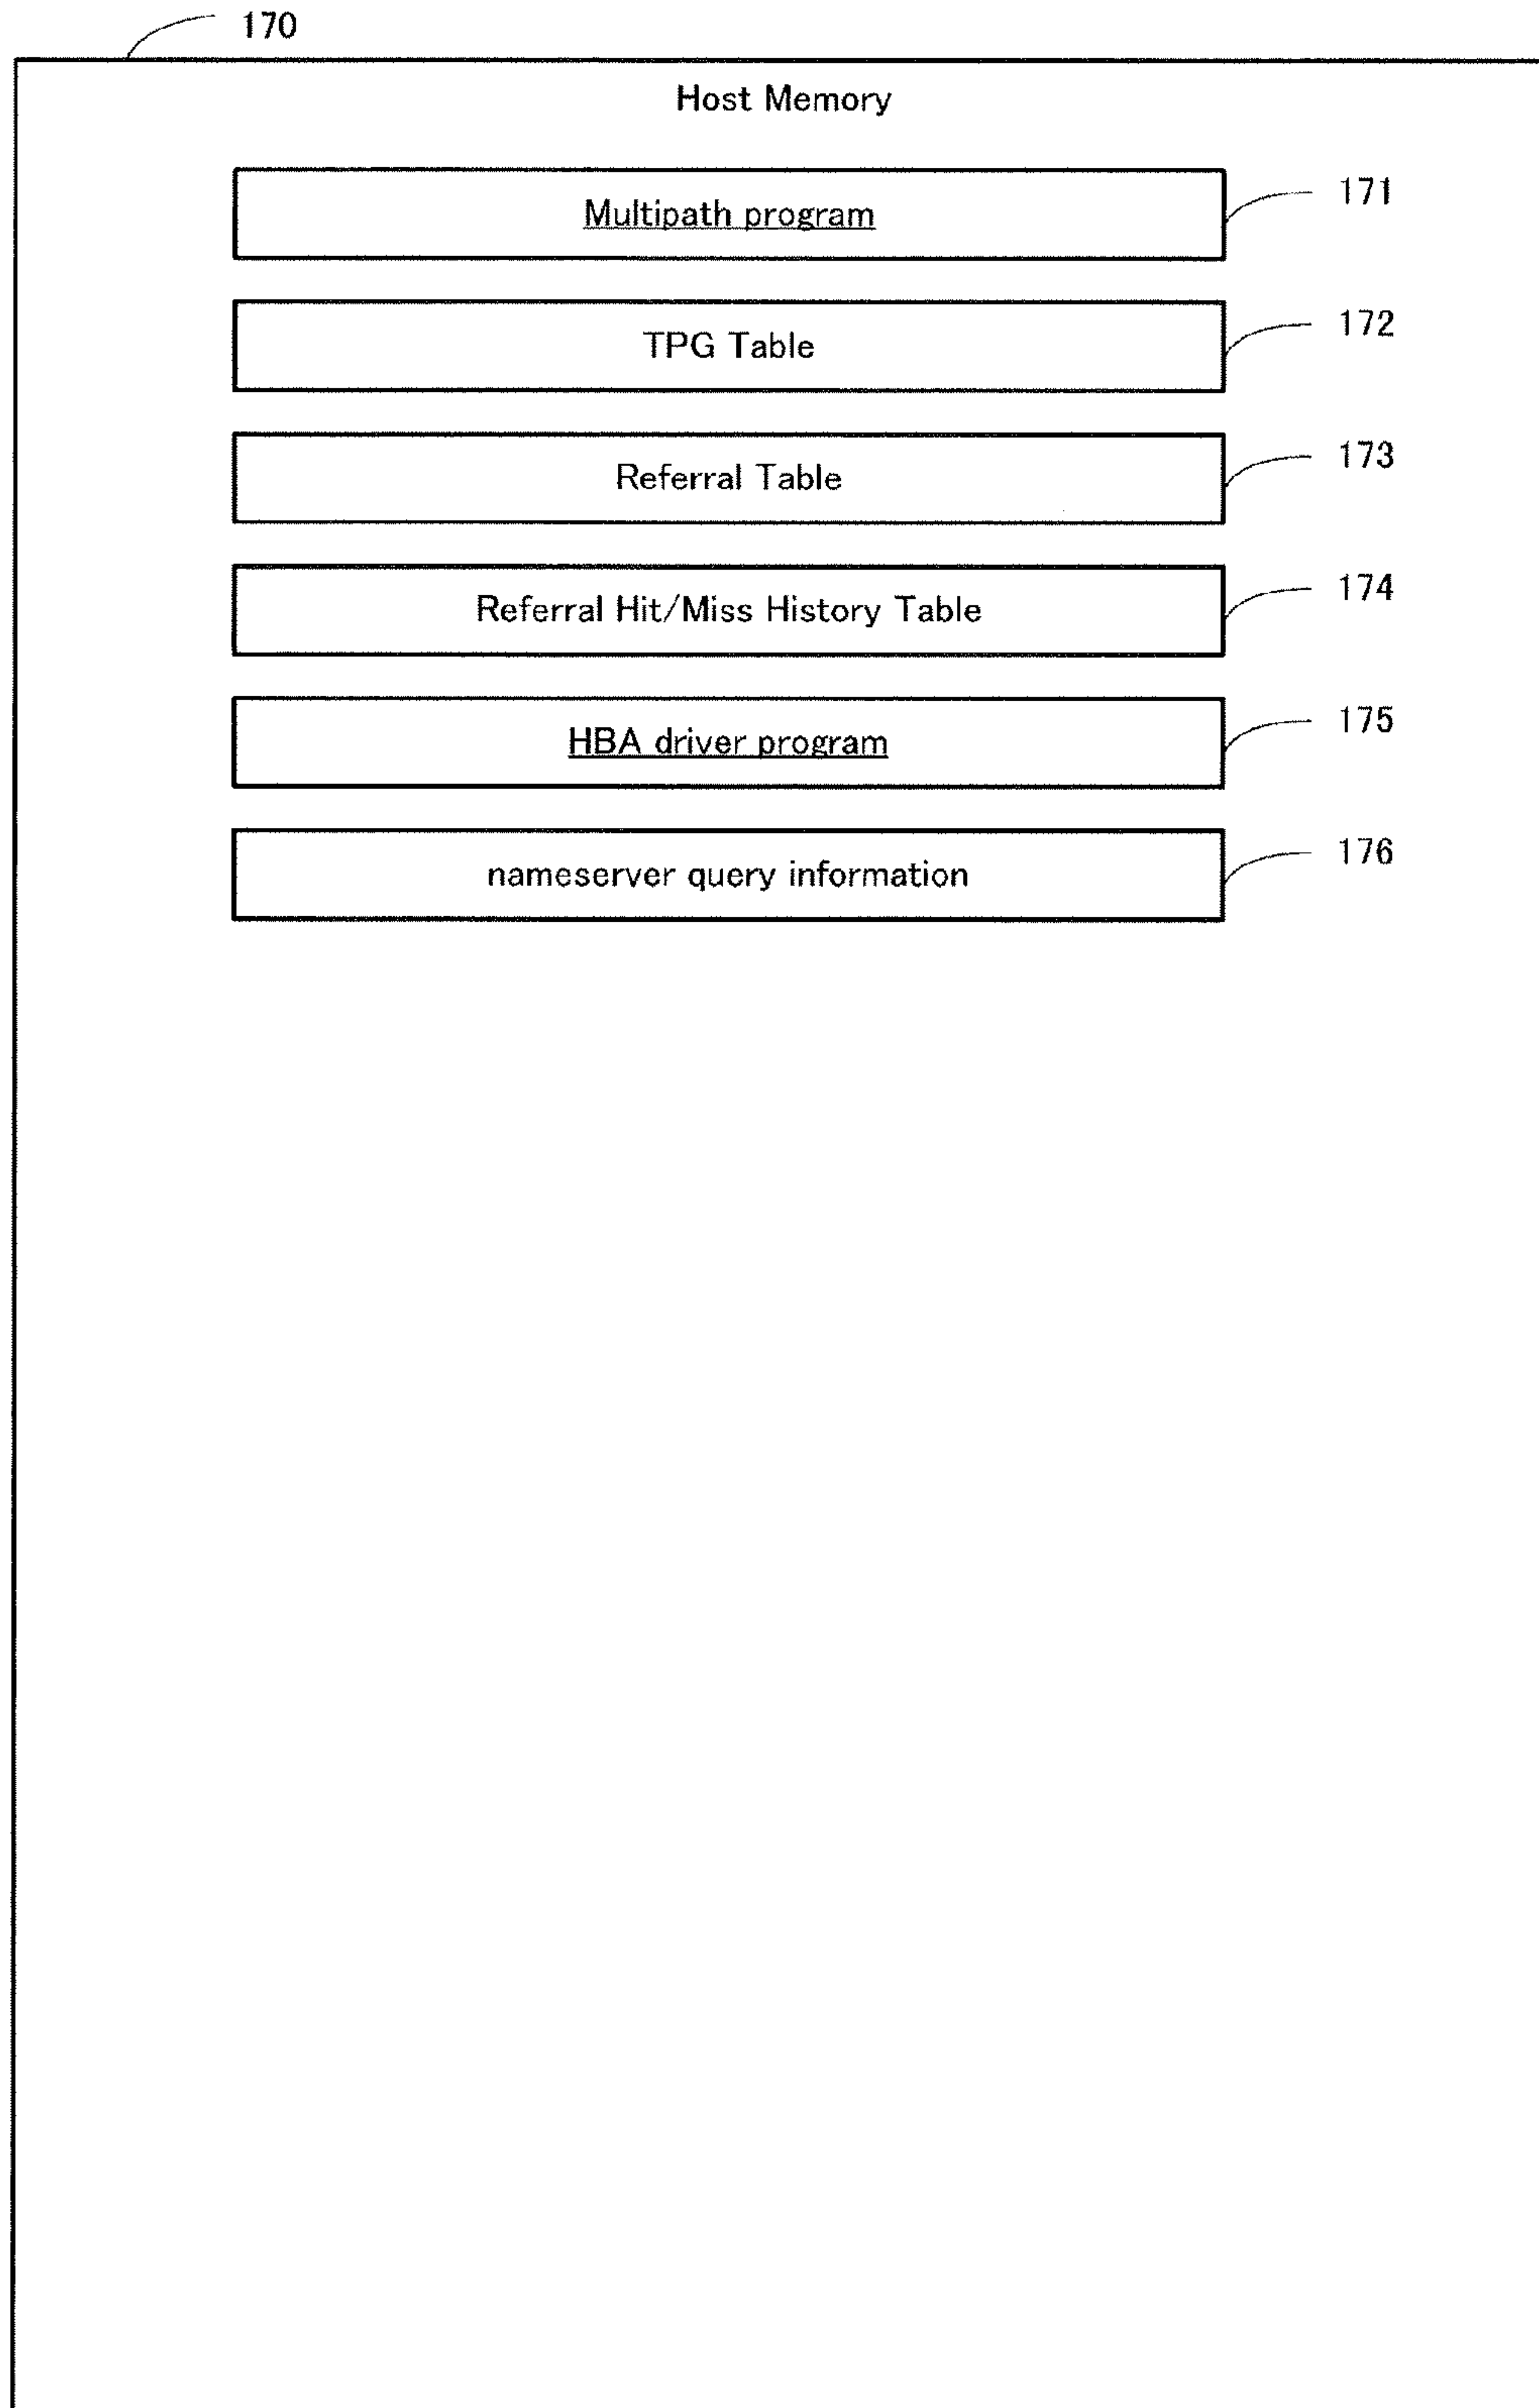 170
Host Memory
Multipath program
171
TPG Table
172
Referral Table
173
Referral Hit/Miss History Table
174
HBA driver program
175
nameserver query information
176